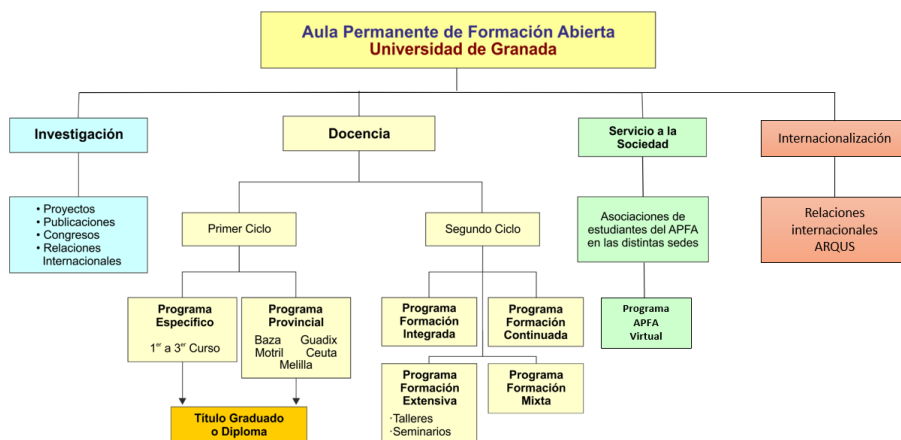 Aula Permanente de Formación Abierta
Universidad de Granada
Investigación
Docencia
Servicio a la
Sociedad
Internacionalización
• Proyectos
• Publicaciones
• Congresos
• Relaciones
Internacionales
Primer Ciclo
Segundo Ciclo
Asociaciones de
estudiantes del APFA
en las distintas sedes
Relaciones
internacionales
ARQUS
Programa
Específico
1er a 3er Curso
Programa
Provincial
Baza Guadix
Motril Ceuta
Melilla
Programa
Formación
Integrada
Programa
Formación
Continuada
Programa
APFA
Virtual
Programa
Formación
Extensiva
·Talleres
·Seminarios
Programa
Formación
Mixta
Título Graduado
o Diploma